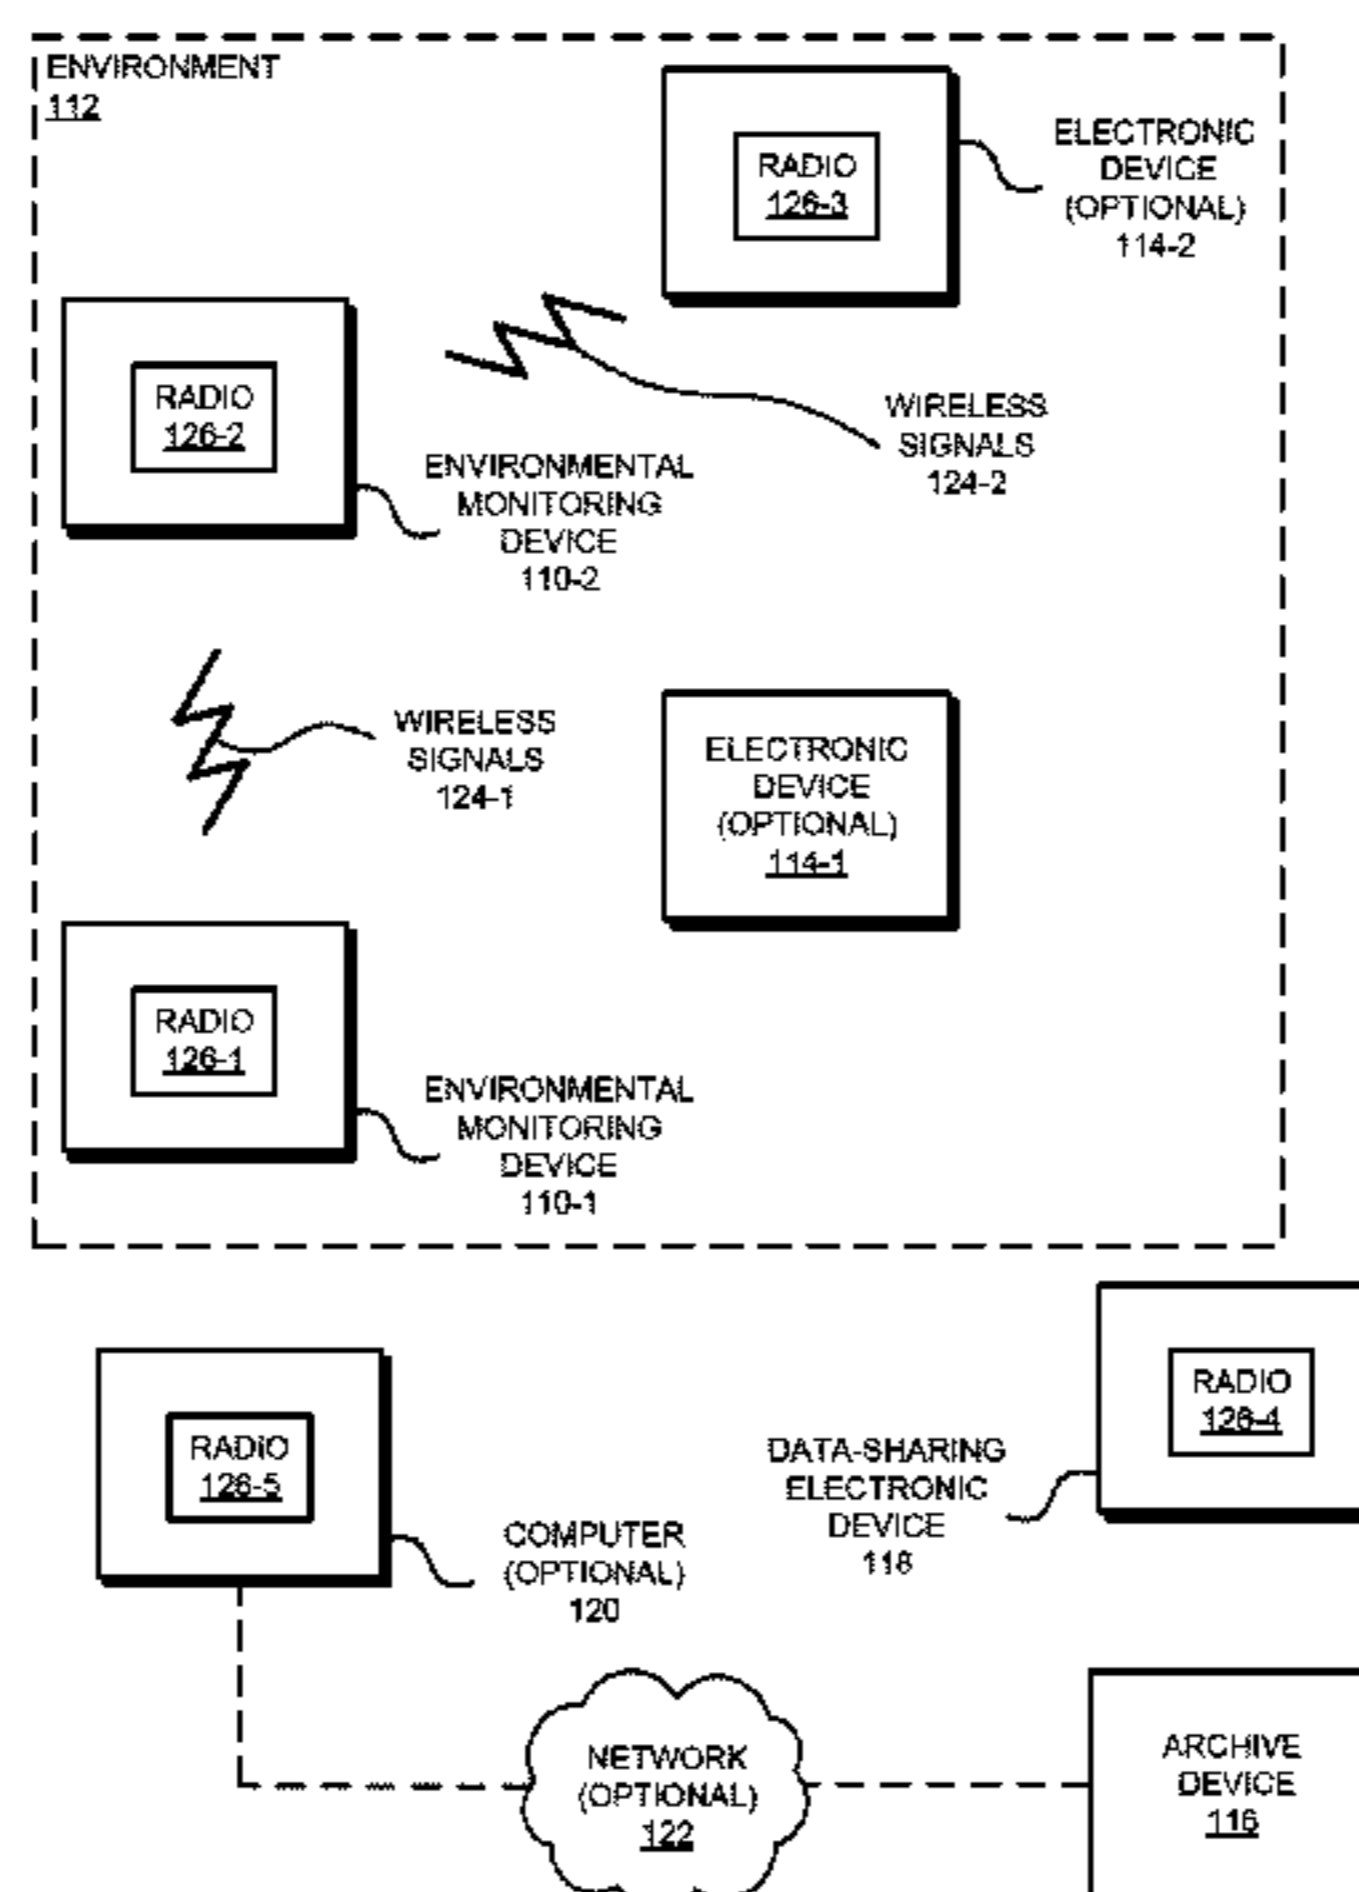 ENVIRONMENT
112
RADIO
126-3
ELECTRONIC
DEVICE
(OPTIONAL)
114-2
RADIO
126-2
ENVIRONMENTAL
MONITORING
DEVICE
110-2
WIRELESS
SIGNALS
124-2
WIRELESS
SIGNALS
124-1
ELECTRONIC
DEVICE
(OPTIONAL)
114-1
RADIO
126-1
ENVIRONMENTAL
MONITORING
DEVICE
110-1
RADIO
126-4
DATA-SHARING
ELECTRONIC
DEVICE
118
RADIO
126-5
COMPUTER
(OPTIONAL)
120
NETWORK
(OPTIONAL)
122
ARCHIVE
DEVICE
116